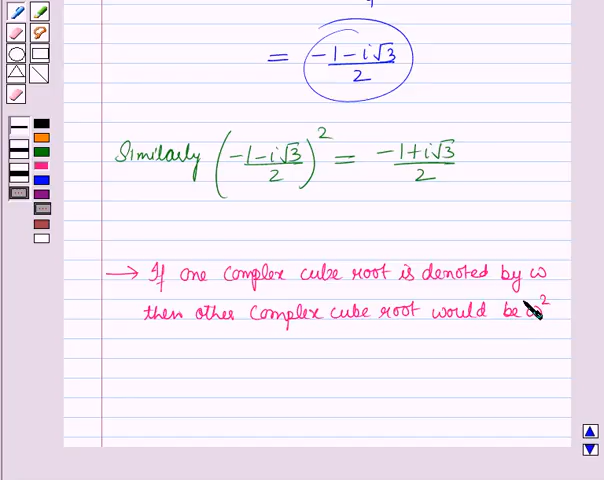 = (-1-i√3)/2
Similarly ((-1-i√3)/2)² = (-1+i√3)/2
→ If one complex cube root is denoted by ω
then other complex cube root would be ω²